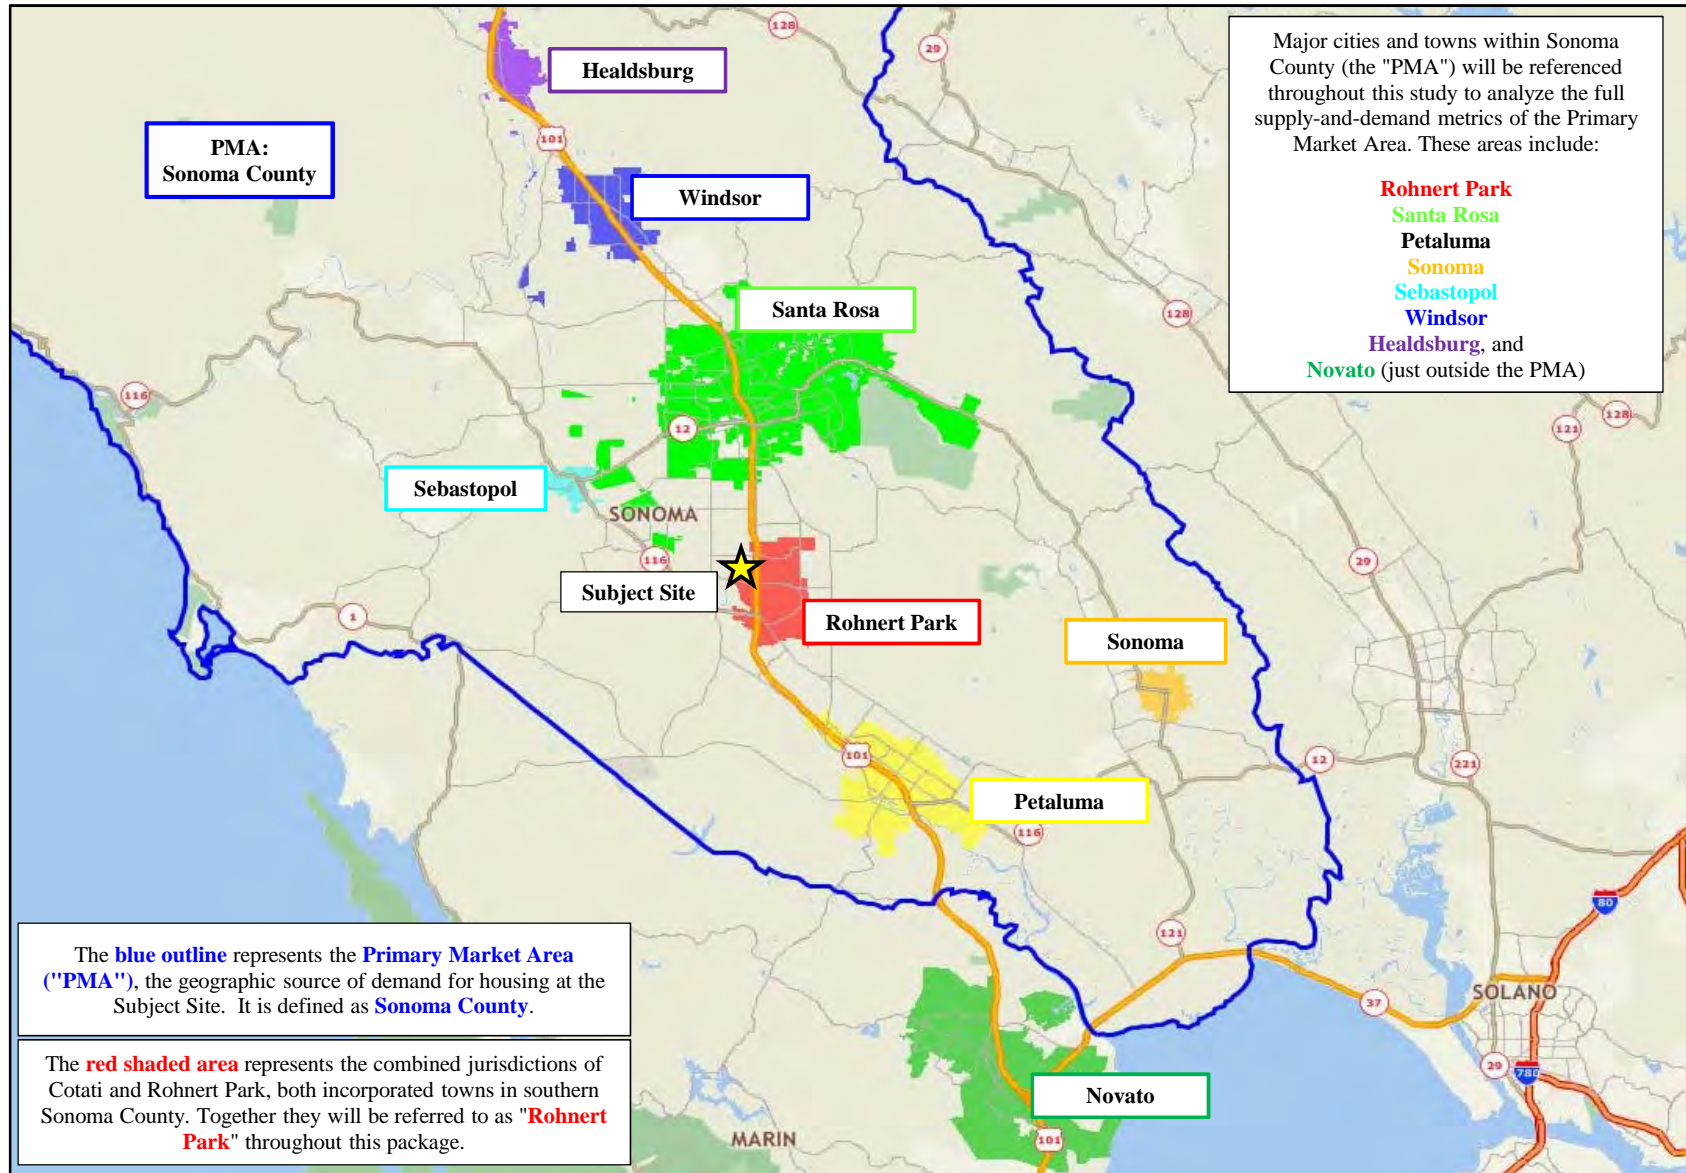 128
29
Healdsburg
101
PMA:
Sonoma County
Windsor
Major cities and towns within Sonoma
County (the "PMA") will be referenced
throughout this study to analyze the full
supply-and-demand metrics of the Primary
Market Area. These areas include:
Rohnert Park
Santa Rosa
Petaluma
Sonoma
Sebastopol
Windsor
Healdsburg, and
Novato (just outside the PMA)
Santa Rosa
128
116
12
128
121
Sebastopol
SONOMA
116
29
Subject Site
1
Rohnert Park
Sonoma
101
12
221
Petaluma
116
80
121
37
SOLANO
The blue outline represents the Primary Market Area
("PMA"), the geographic source of demand for housing at the
Subject Site. It is defined as Sonoma County.
The red shaded area represents the combined jurisdictions of
Cotati and Rohnert Park, both incorporated towns in southern
Sonoma County. Together they will be referred to as "Rohnert
Park" throughout this package.
29
780
Novato
MARIN
101